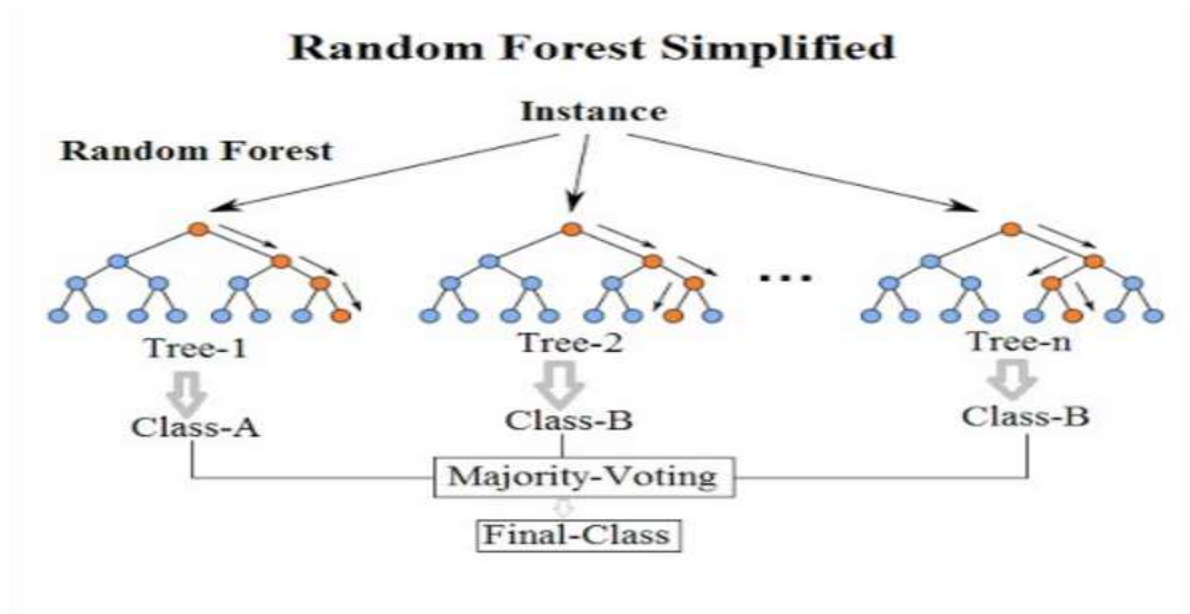 Random Forest Simplified
Instance
Random Forest
...
Tree-1
Tree-2
Tree-n
Class-A
Class-B
Class-B
Majority-Voting
Final-Class